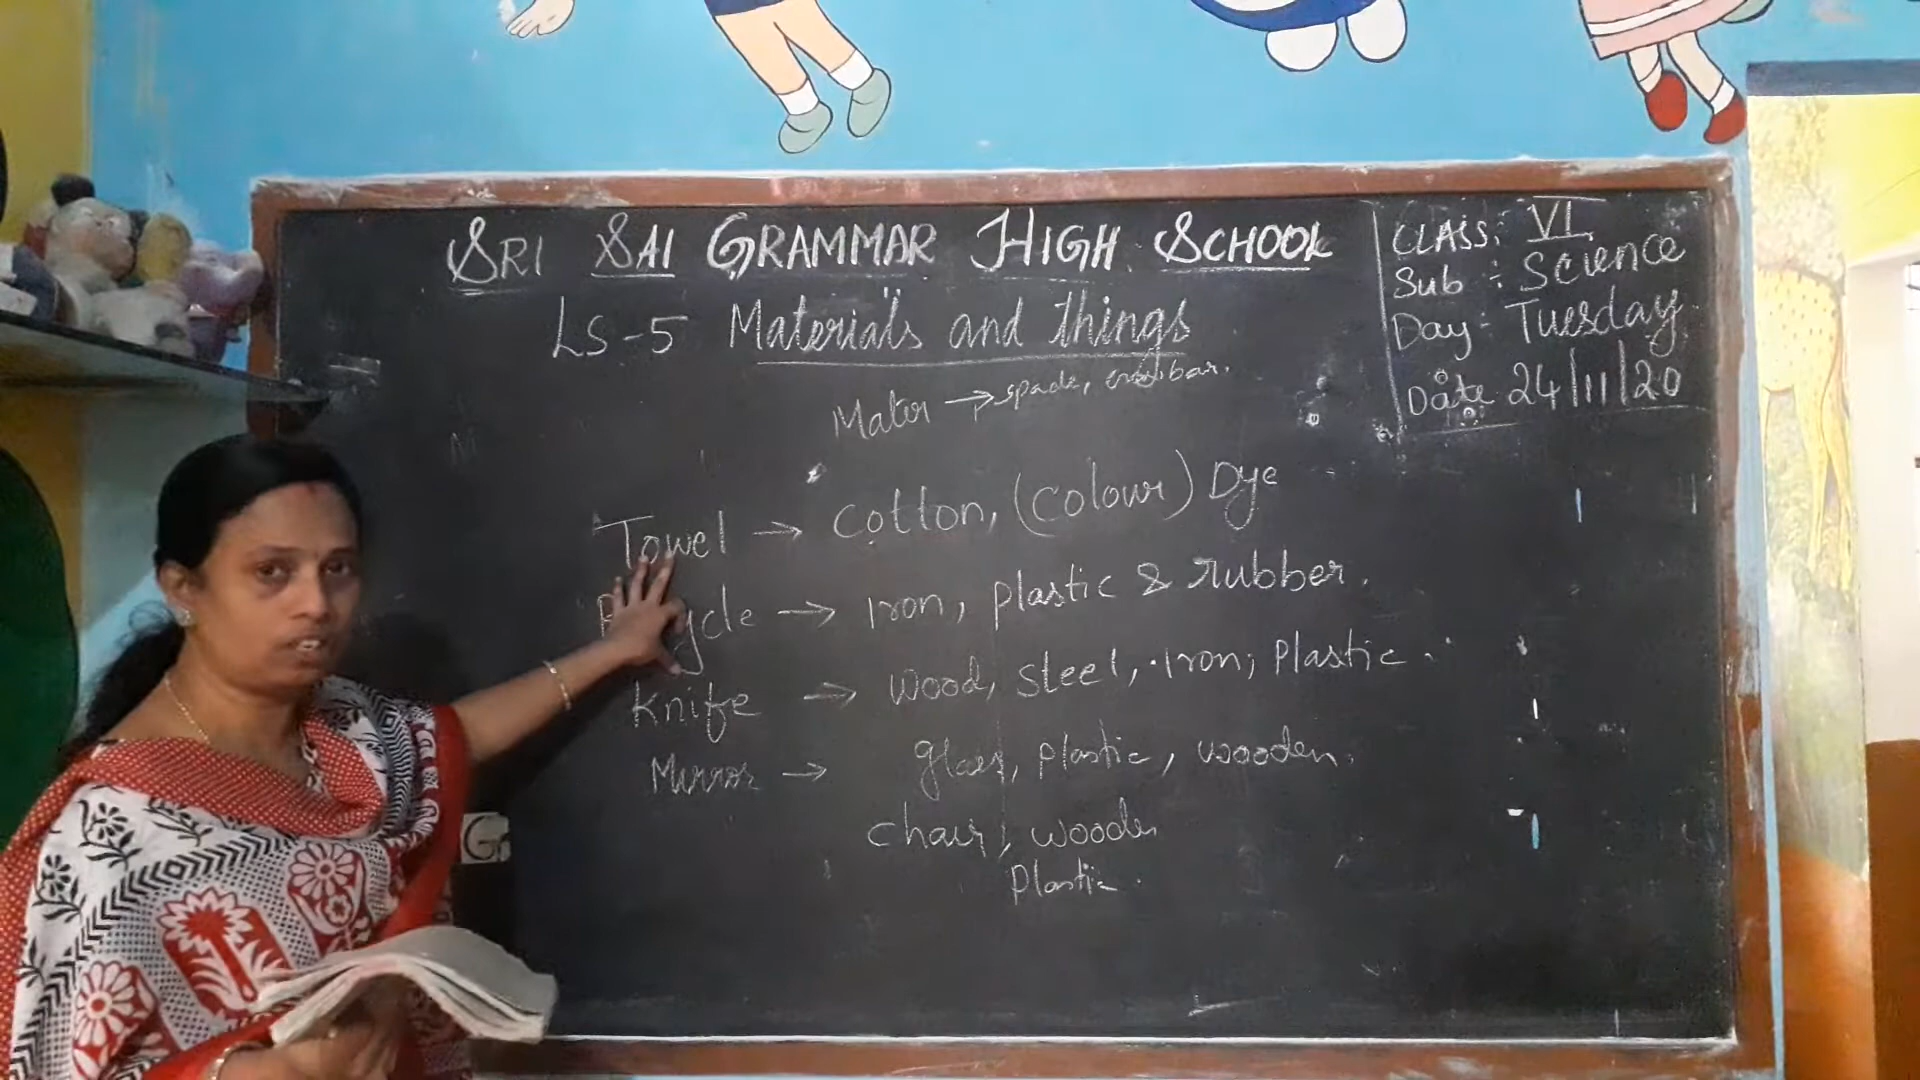 SRI SAI GRAMMAR HIGH SCHOOL
LS-5 Materials and things
Mater → spade, crowbar.
Towel → Cotton, (Colour) Dye
cycle → Iron, plastic & rubber.
Knife → Wood, Steel, Iron, Plastic.
Mirror → glass, plastic, wooden.
chair, wooden
Plastic.
CLASS: VI
Sub : Science
Day : Tuesday
Date 24/11/20